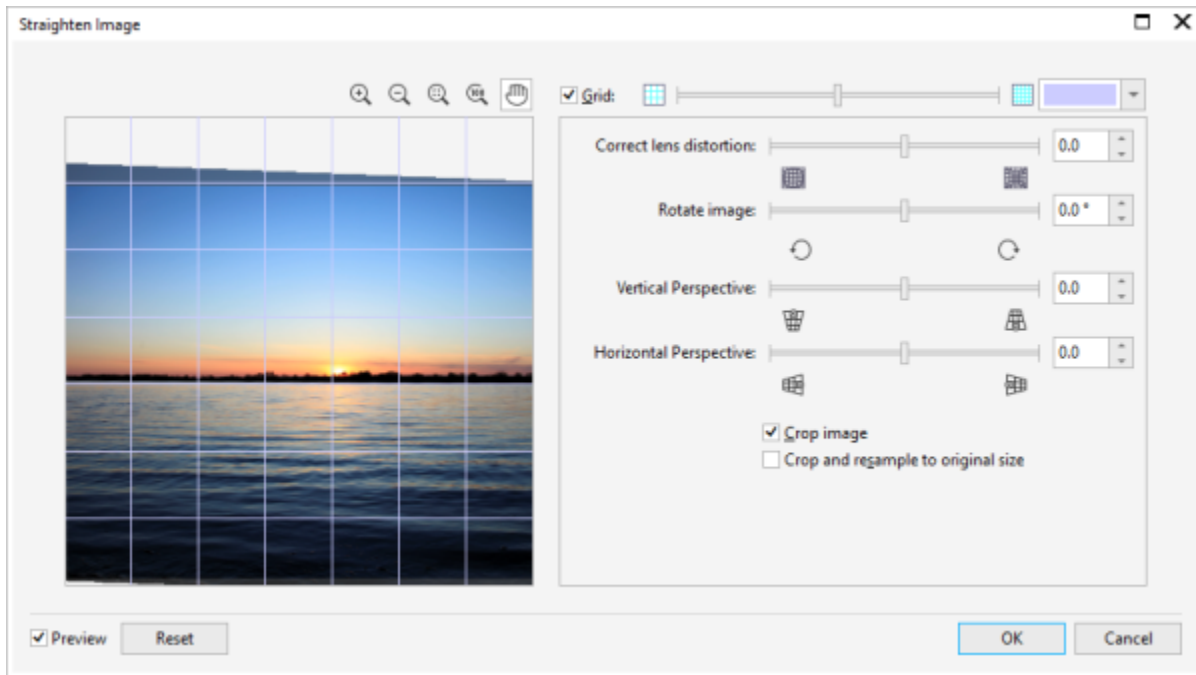 Straighten Image
Grid:
Correct lens distortion: 0.0
Rotate image: 0.0 °
Vertical Perspective: 0.0
Horizontal Perspective: 0.0
Crop image
Crop and resample to original size
Preview Reset OK Cancel